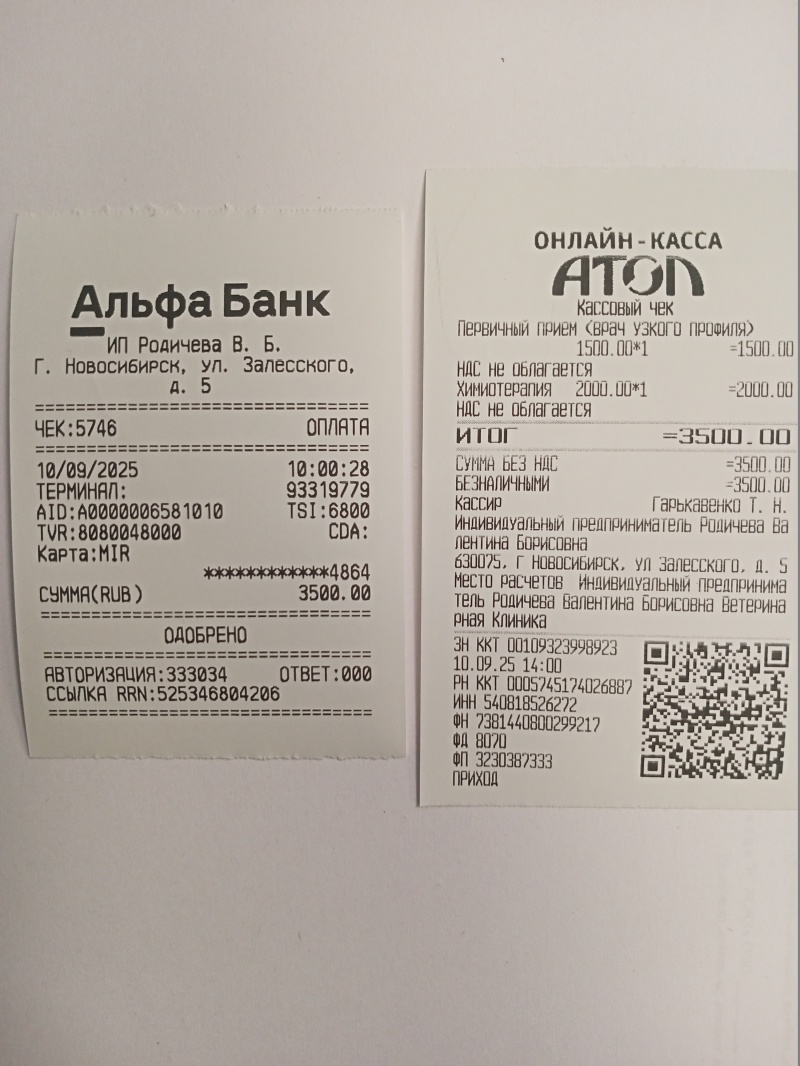 Альфа Банк
ИП Родичева В. Б.
Г. Новосибирск, ул. Залесского,
д. 5
================================
ЧЕК:5746 ОПЛАТА
================================
10/09/2025 10:00:28
ТЕРМИНАЛ: 93319779
AID:A0000006581010 TSI:6800
TVR:8080048000 CDA:
Карта:MIR
************4864
СУММА(RUB) 3500.00
================================
ОДОБРЕНО
================================
АВТОРИЗАЦИЯ:333034 ОТВЕТ:000
ССЫЛКА RRN:525346804206
================================
ОНЛАЙН-КАССА
АТОЛ
Кассовый чек
Первичный прием (врач узкого профиля)
1500.00*1 =1500.00
НДС не облагается
Химиотерапия 2000.00*1 =2000.00
НДС не облагается
ИТОГ =3500.00
СУММА БЕЗ НДС =3500.00
БЕЗНАЛИЧНЫМИ =3500.00
Кассир Гарькавенко Т. Н.
Индивидуальный предприниматель Родичева Ва
лентина Борисовна
630075, г Новосибирск, ул Залесского, д. 5
Место расчетов Индивидуальный предпринима
тель Родичева Валентина Борисовна Ветерина
рная Клиника
ЗН ККТ 00109323998923
10.09.25 14:00
РН ККТ 0005745174026887
ИНН 540818526272
ФН 7381440800299217
ФД 8070
ФП 3230387333
ПРИХОД